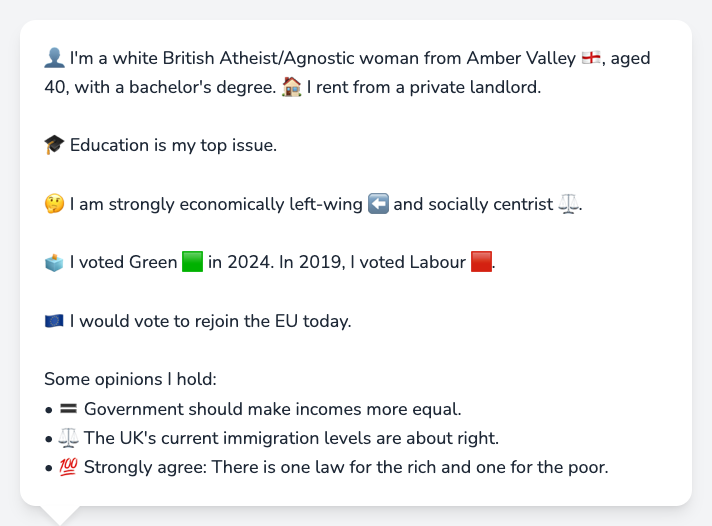 👤 I'm a white British Atheist/Agnostic woman from Amber Valley 🏴󠁧󠁢󠁥󠁮󠁧󠁿, aged
40, with a bachelor's degree. 🏠 I rent from a private landlord.
🎓 Education is my top issue.
🤔 I am strongly economically left-wing ⬅️ and socially centrist ⚖️.
🗳️ I voted Green 🟩 in 2024. In 2019, I voted Labour 🟥.
🇪🇺 I would vote to rejoin the EU today.
Some opinions I hold:
• 🟰 Government should make incomes more equal.
• ⚖️ The UK's current immigration levels are about right.
• 💯 Strongly agree: There is one law for the rich and one for the poor.